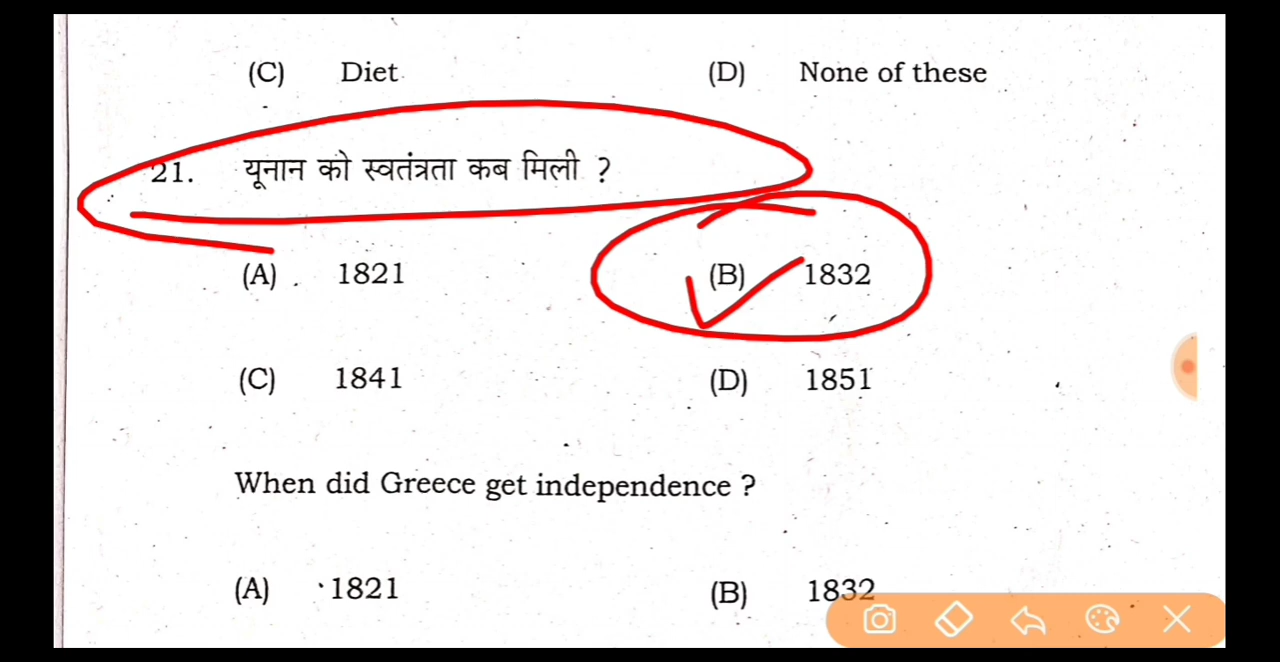 (C) Diet (D) None of these
21. यूनान को स्वतंत्रता कब मिली ?
(A) 1821 (B) 1832
(C) 1841 (D) 1851
When did Greece get independence ?
(A) 1821 (B) 1832